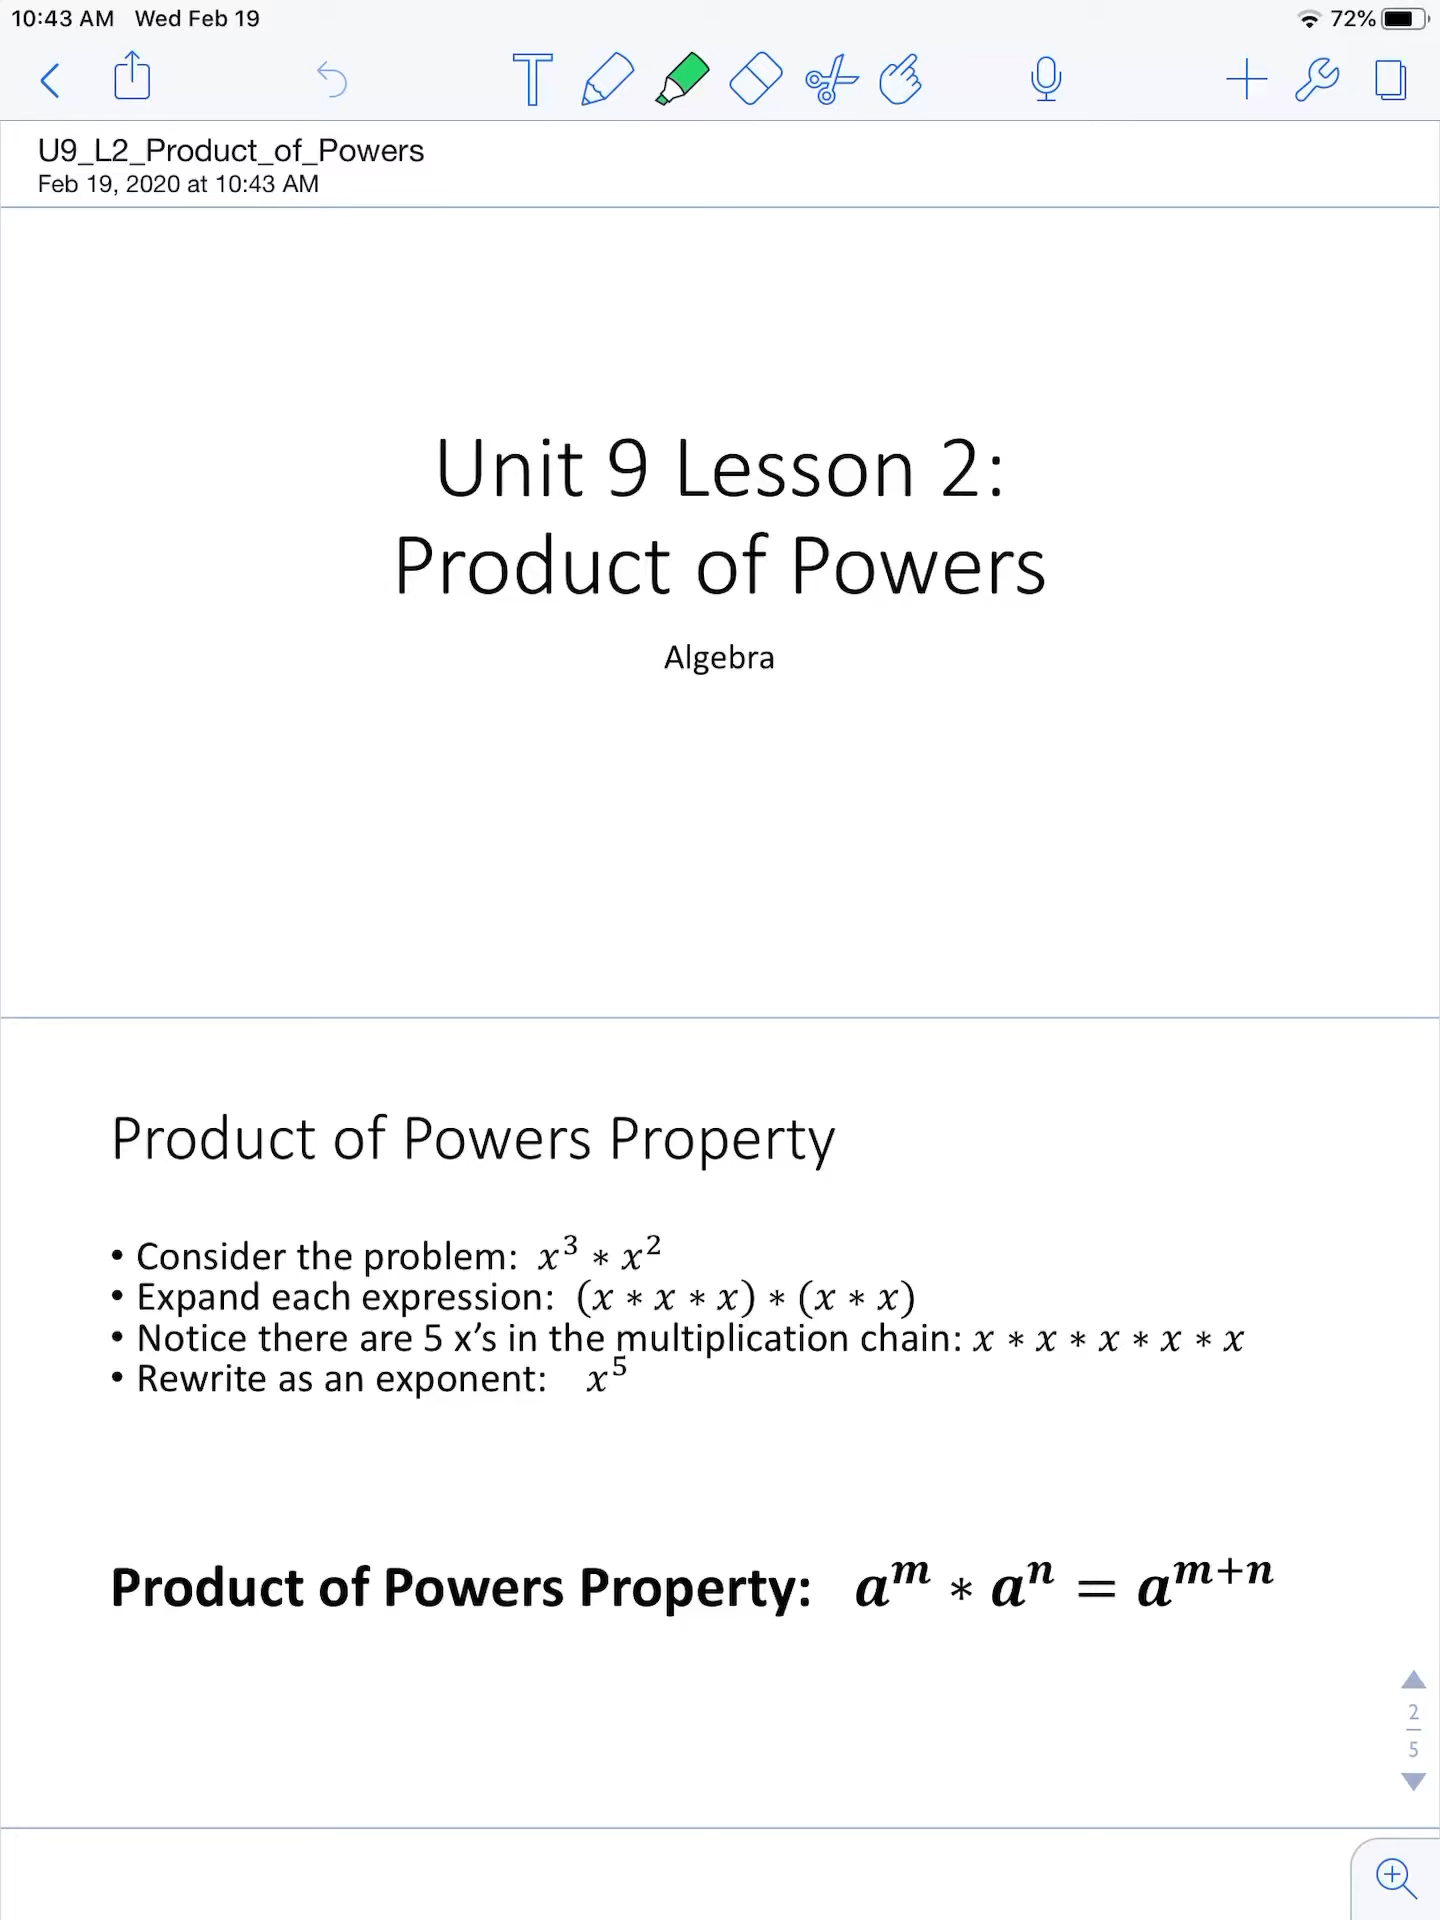 10:43 AM Wed Feb 19 72%
U9_L2_Product_of_Powers
Feb 19, 2020 at 10:43 AM
Unit 9 Lesson 2:
Product of Powers
Algebra
Product of Powers Property
• Consider the problem: x³ * x²
• Expand each expression: (x * x * x) * (x * x)
• Notice there are 5 x’s in the multiplication chain: x * x * x * x * x
• Rewrite as an exponent: x⁵
Product of Powers Property: aᵐ * aⁿ = aᵐ⁺ⁿ
2
5